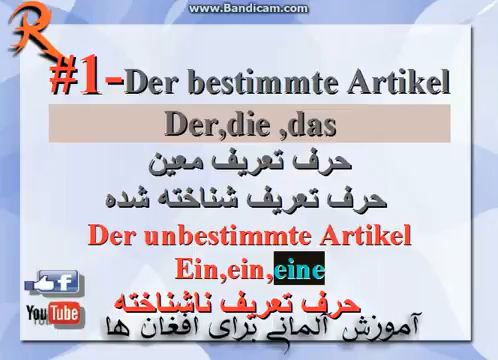 www.Bandicam.com
R
#1-Der bestimmte Artikel
Der,die ,das
حرف تعریف معین
حرف تعریف شناخته شده
Der unbestimmte Artikel
Ein,ein,eine
f
حرف تعریف ناشناخته
YouTube
آموزش آلمانی برای افغان ها